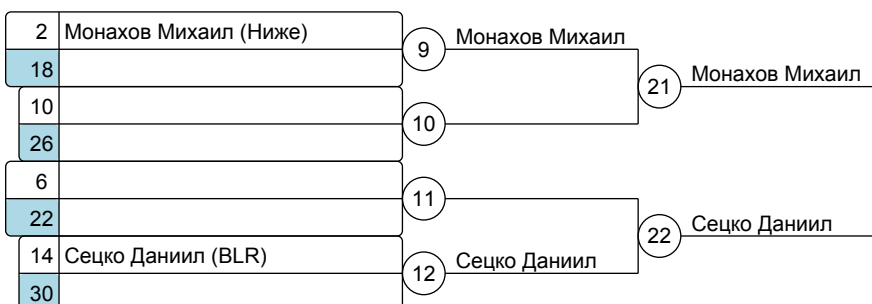 2 Монахов Михаил (Ниже)
9 Монахов Михаил
18
21 Монахов Михаил
10
10
26
6
11
22
22 Сецко Даниил
14 Сецко Даниил (BLR)
12 Сецко Даниил
30